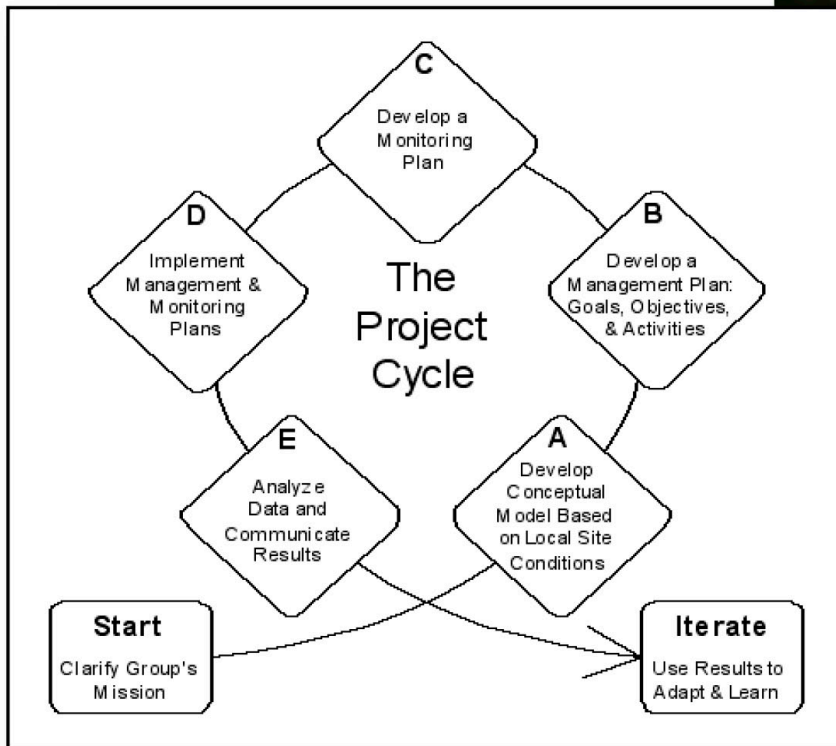 C
Develop a
Monitoring
Plan
D
Implement
Management &
Monitoring
Plans
B
Develop a
Management Plan:
Goals, Objectives,
& Activities
The
Project
Cycle
E
Analyze
Data and
Communicate
Results
A
Develop
Conceptual
Model Based
on Local Site
Conditions
Start
Clarify Group's
Mission
Iterate
Use Results to
Adapt & Learn